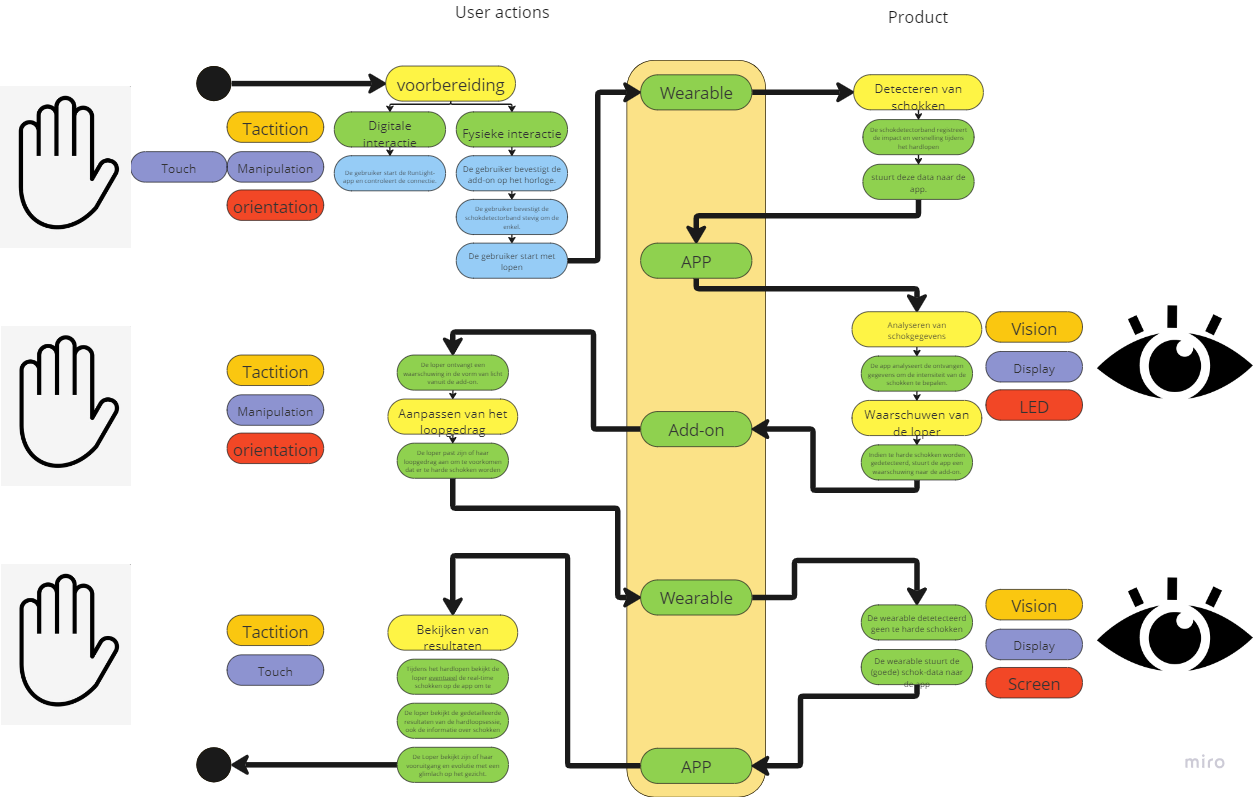 User actions
Product
voorbereiding
Wearable
Detecteren van
schokken
Tactition
Digitale
interactie
Fysieke interactie
De schokdetectorband registreert
de impact en versnelling tijdens
het hardlopen
Touch
Manipulation
De gebruiker start de RunLight-
app en controleert de connectie.
De gebruiker bevestigt de
add-on op het horloge.
stuurt deze data naar de
app.
orientation
De gebruiker bevestigt de
schokdetectorband stevig om de
enkel.
De gebruiker start met
lopen
APP
Analyseren van
schokgegevens
Vision
Tactition
De loper ontvangt een
waarschuwing in de vorm van licht
vanuit de add-on.
De app analyseert de ontvangen
gegevens om de intensiteit van de
schokken te bepalen.
Display
Manipulation
Aanpassen van het
loopgedrag
Add-on
Waarschuwen van
de loper
LED
orientation
De loper past zijn of haar
loopgedrag aan om te voorkomen
dat er te harde schokken worden
Indien te harde schokken worden
gedetecteerd, stuurt de app een
waarschuwing naar de add-on.
Wearable
Vision
Tactition
Bekijken van
resultaten
De wearable detetecteerd
geen te harde schokken
Display
Touch
Tijdens het hardlopen bekijkt de
loper eventueel de real-time
schokken op de app om te
De wearable stuurt de
(goede) schok-data naar
de app
Screen
De loper bekijkt de gedetailleerde
resultaten van de hardloopsessie,
ook de informatie over schokken
De Loper bekijkt zijn of haar
vooruitgang en evolutie met een
glimlach op het gezicht.
APP
miro